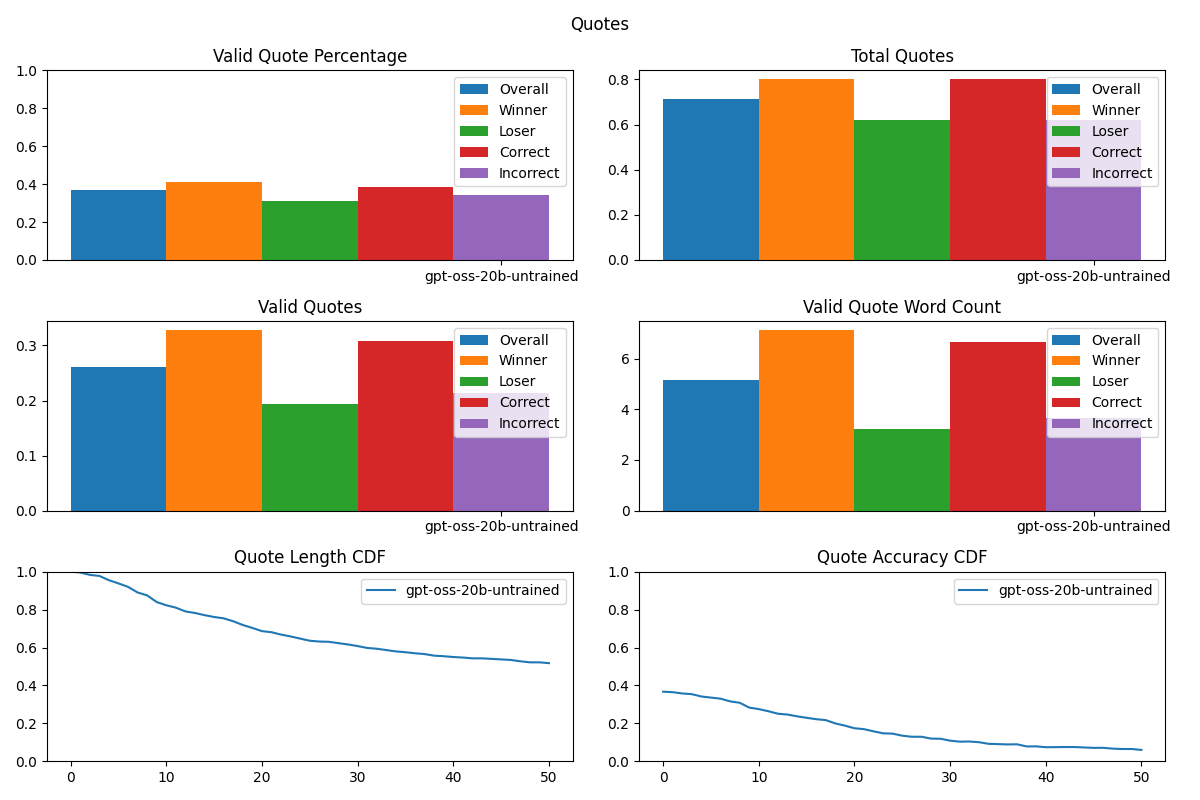 Quotes
Valid Quote Percentage
1.0
0.8
0.6
0.4
0.2
0.0
Overall
Winner
Loser
Correct
Incorrect
gpt-oss-20b-untrained
Total Quotes
0.8
0.6
0.4
0.2
0.0
Overall
Winner
Loser
Correct
Incorrect
gpt-oss-20b-untrained
Valid Quotes
0.3
0.2
0.1
0.0
Overall
Winner
Loser
Correct
Incorrect
gpt-oss-20b-untrained
Valid Quote Word Count
6
4
2
0
Overall
Winner
Loser
Correct
Incorrect
gpt-oss-20b-untrained
Quote Length CDF
1.0
0.8
0.6
0.4
0.2
0.0
gpt-oss-20b-untrained
0 10 20 30 40 50
Quote Accuracy CDF
1.0
0.8
0.6
0.4
0.2
0.0
gpt-oss-20b-untrained
0 10 20 30 40 50